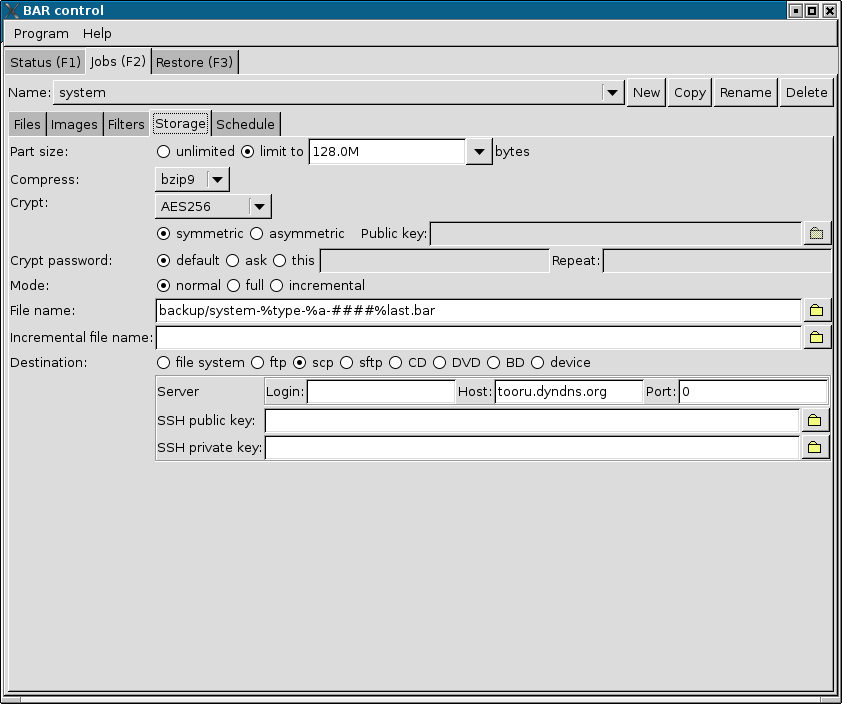 BAR control
Program Help
Status (F1) Jobs (F2) Restore (F3)
Name: system New Copy Rename Delete
Files Images Filters Storage Schedule
Part size: unlimited limit to 128.0M bytes
Compress: bzip9
Crypt: AES256
symmetric asymmetric Public key:
Crypt password: default ask this Repeat:
Mode: normal full incremental
File name: backup/system-%type-%a-####%last.bar
Incremental file name:
Destination: file system ftp scp sftp CD DVD BD device
Server Login: Host: tooru.dyndns.org Port: 0
SSH public key:
SSH private key: